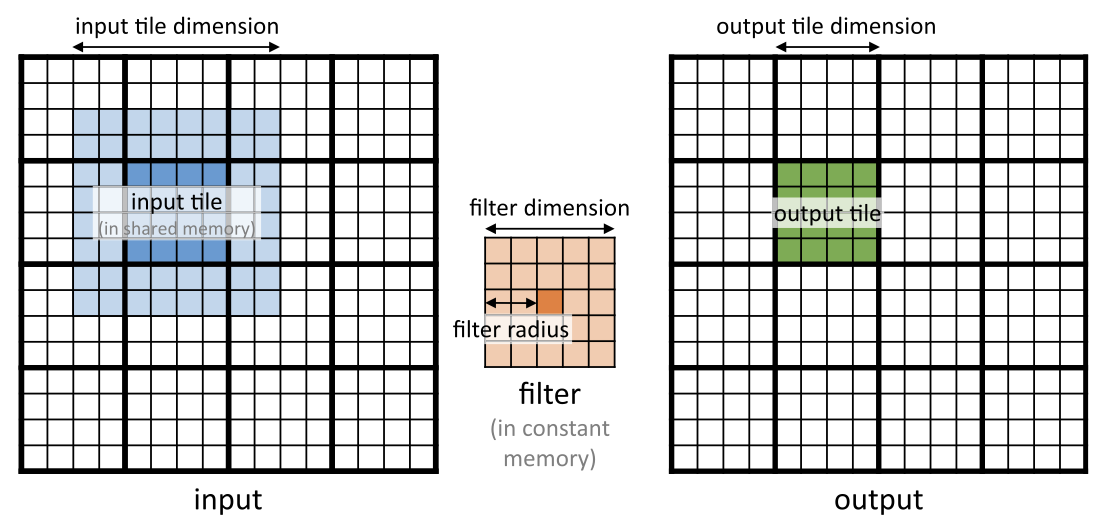 input tile dimension
output tile dimension
input tile
(in shared memory)
filter dimension
output tile
filter radius
filter
(in constant
memory)
input
output